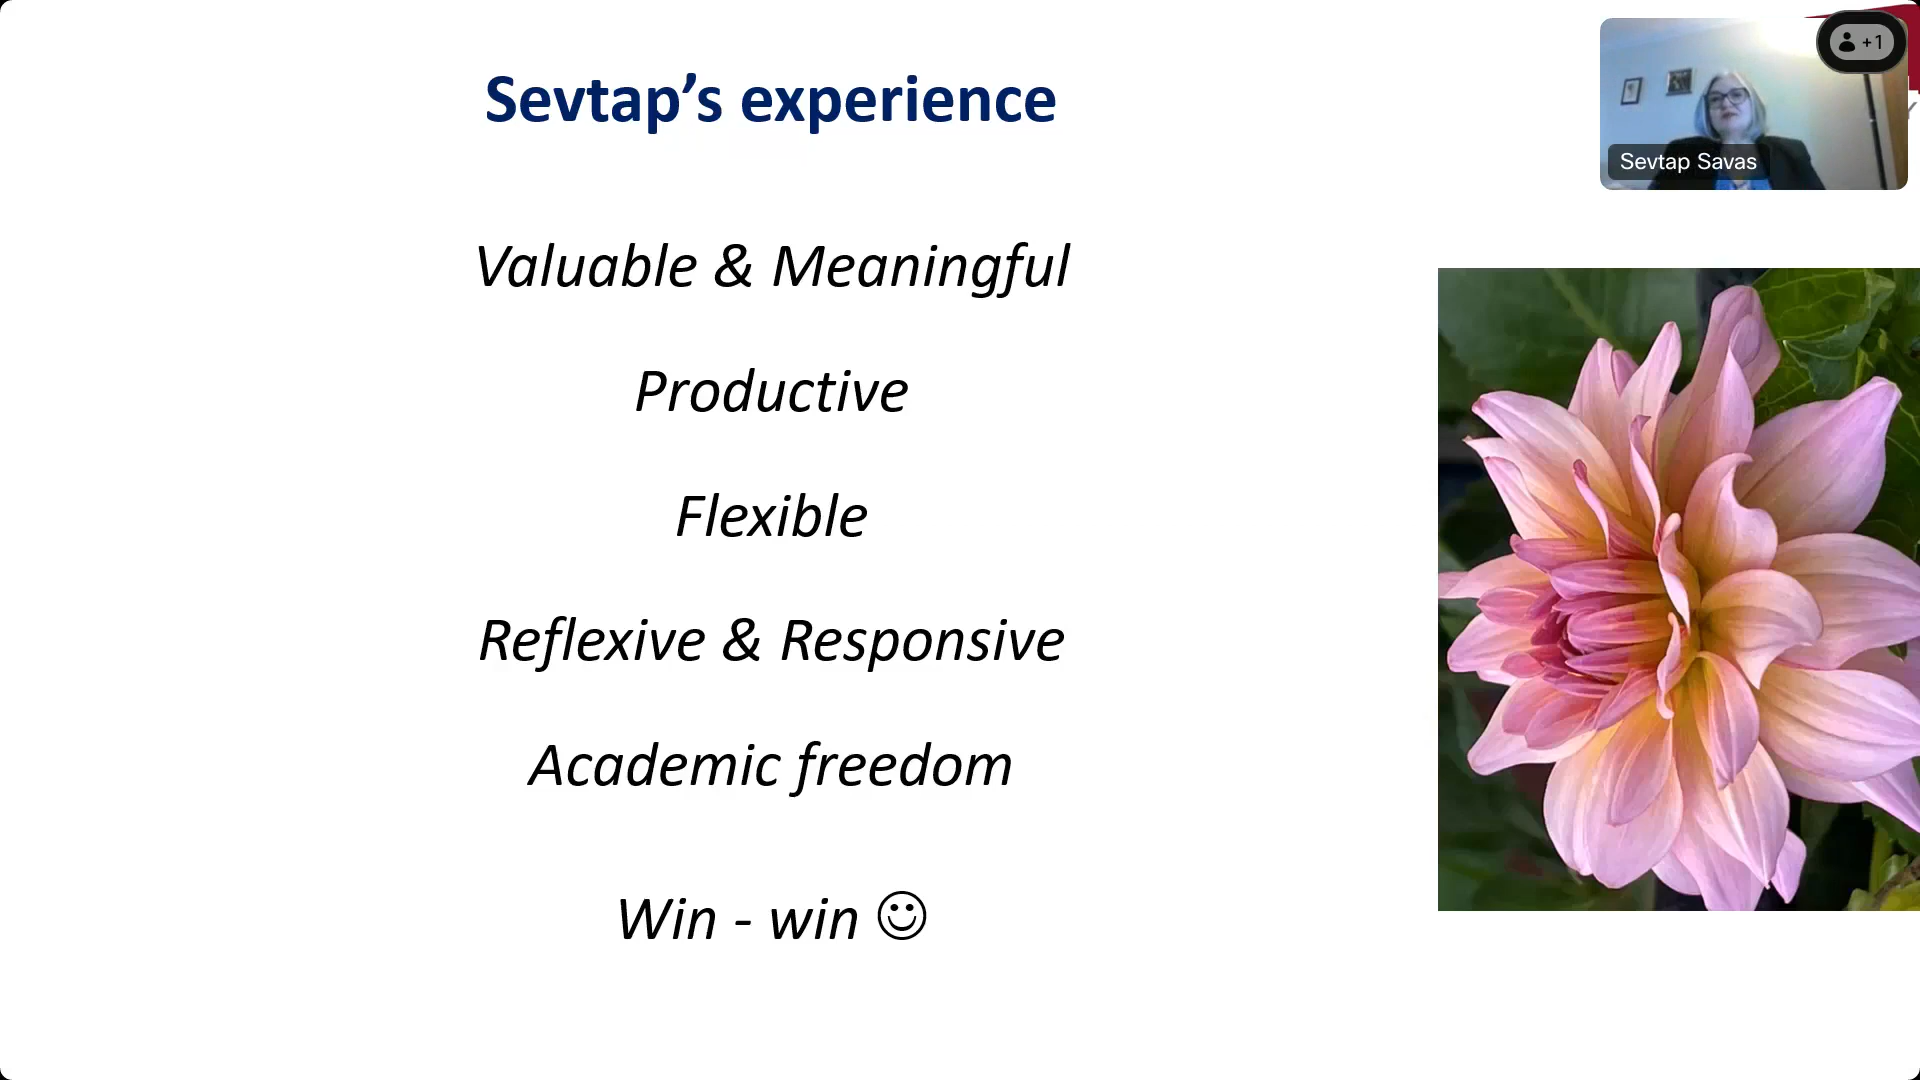 Sevtap’s experience
+1
Sevtap Savas
Valuable & Meaningful
Productive
Flexible
Reflexive & Responsive
Academic freedom
Win - win ☺